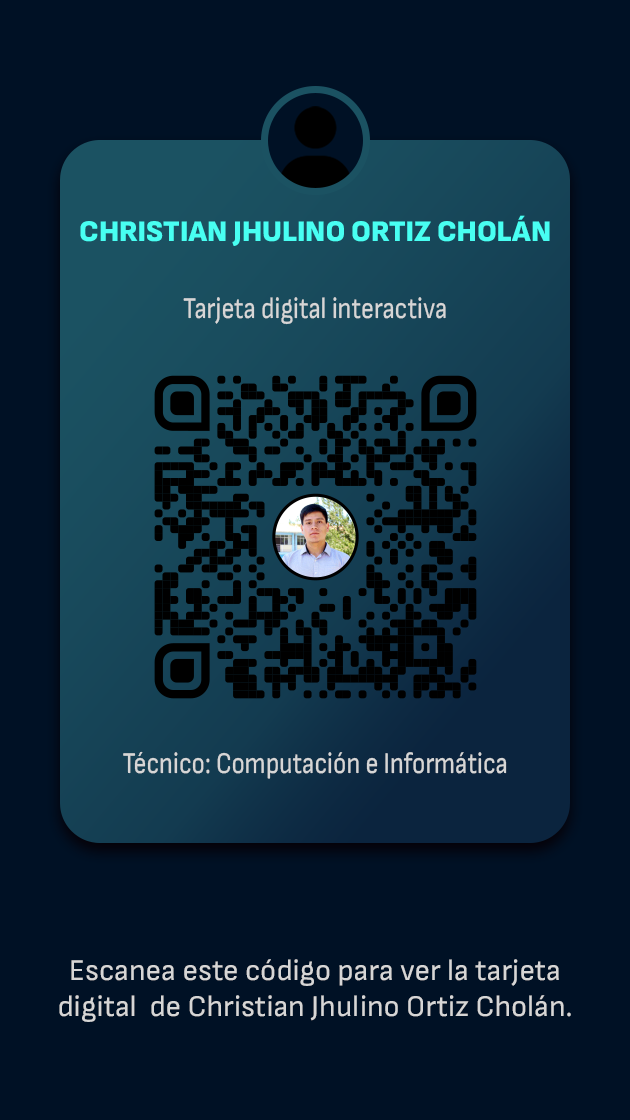 CHRISTIAN JHULINO ORTIZ CHOLÁN
Tarjeta digital interactiva
Técnico: Computación e Informática
Escanea este código para ver la tarjeta
digital  de Christian Jhulino Ortiz Cholán.